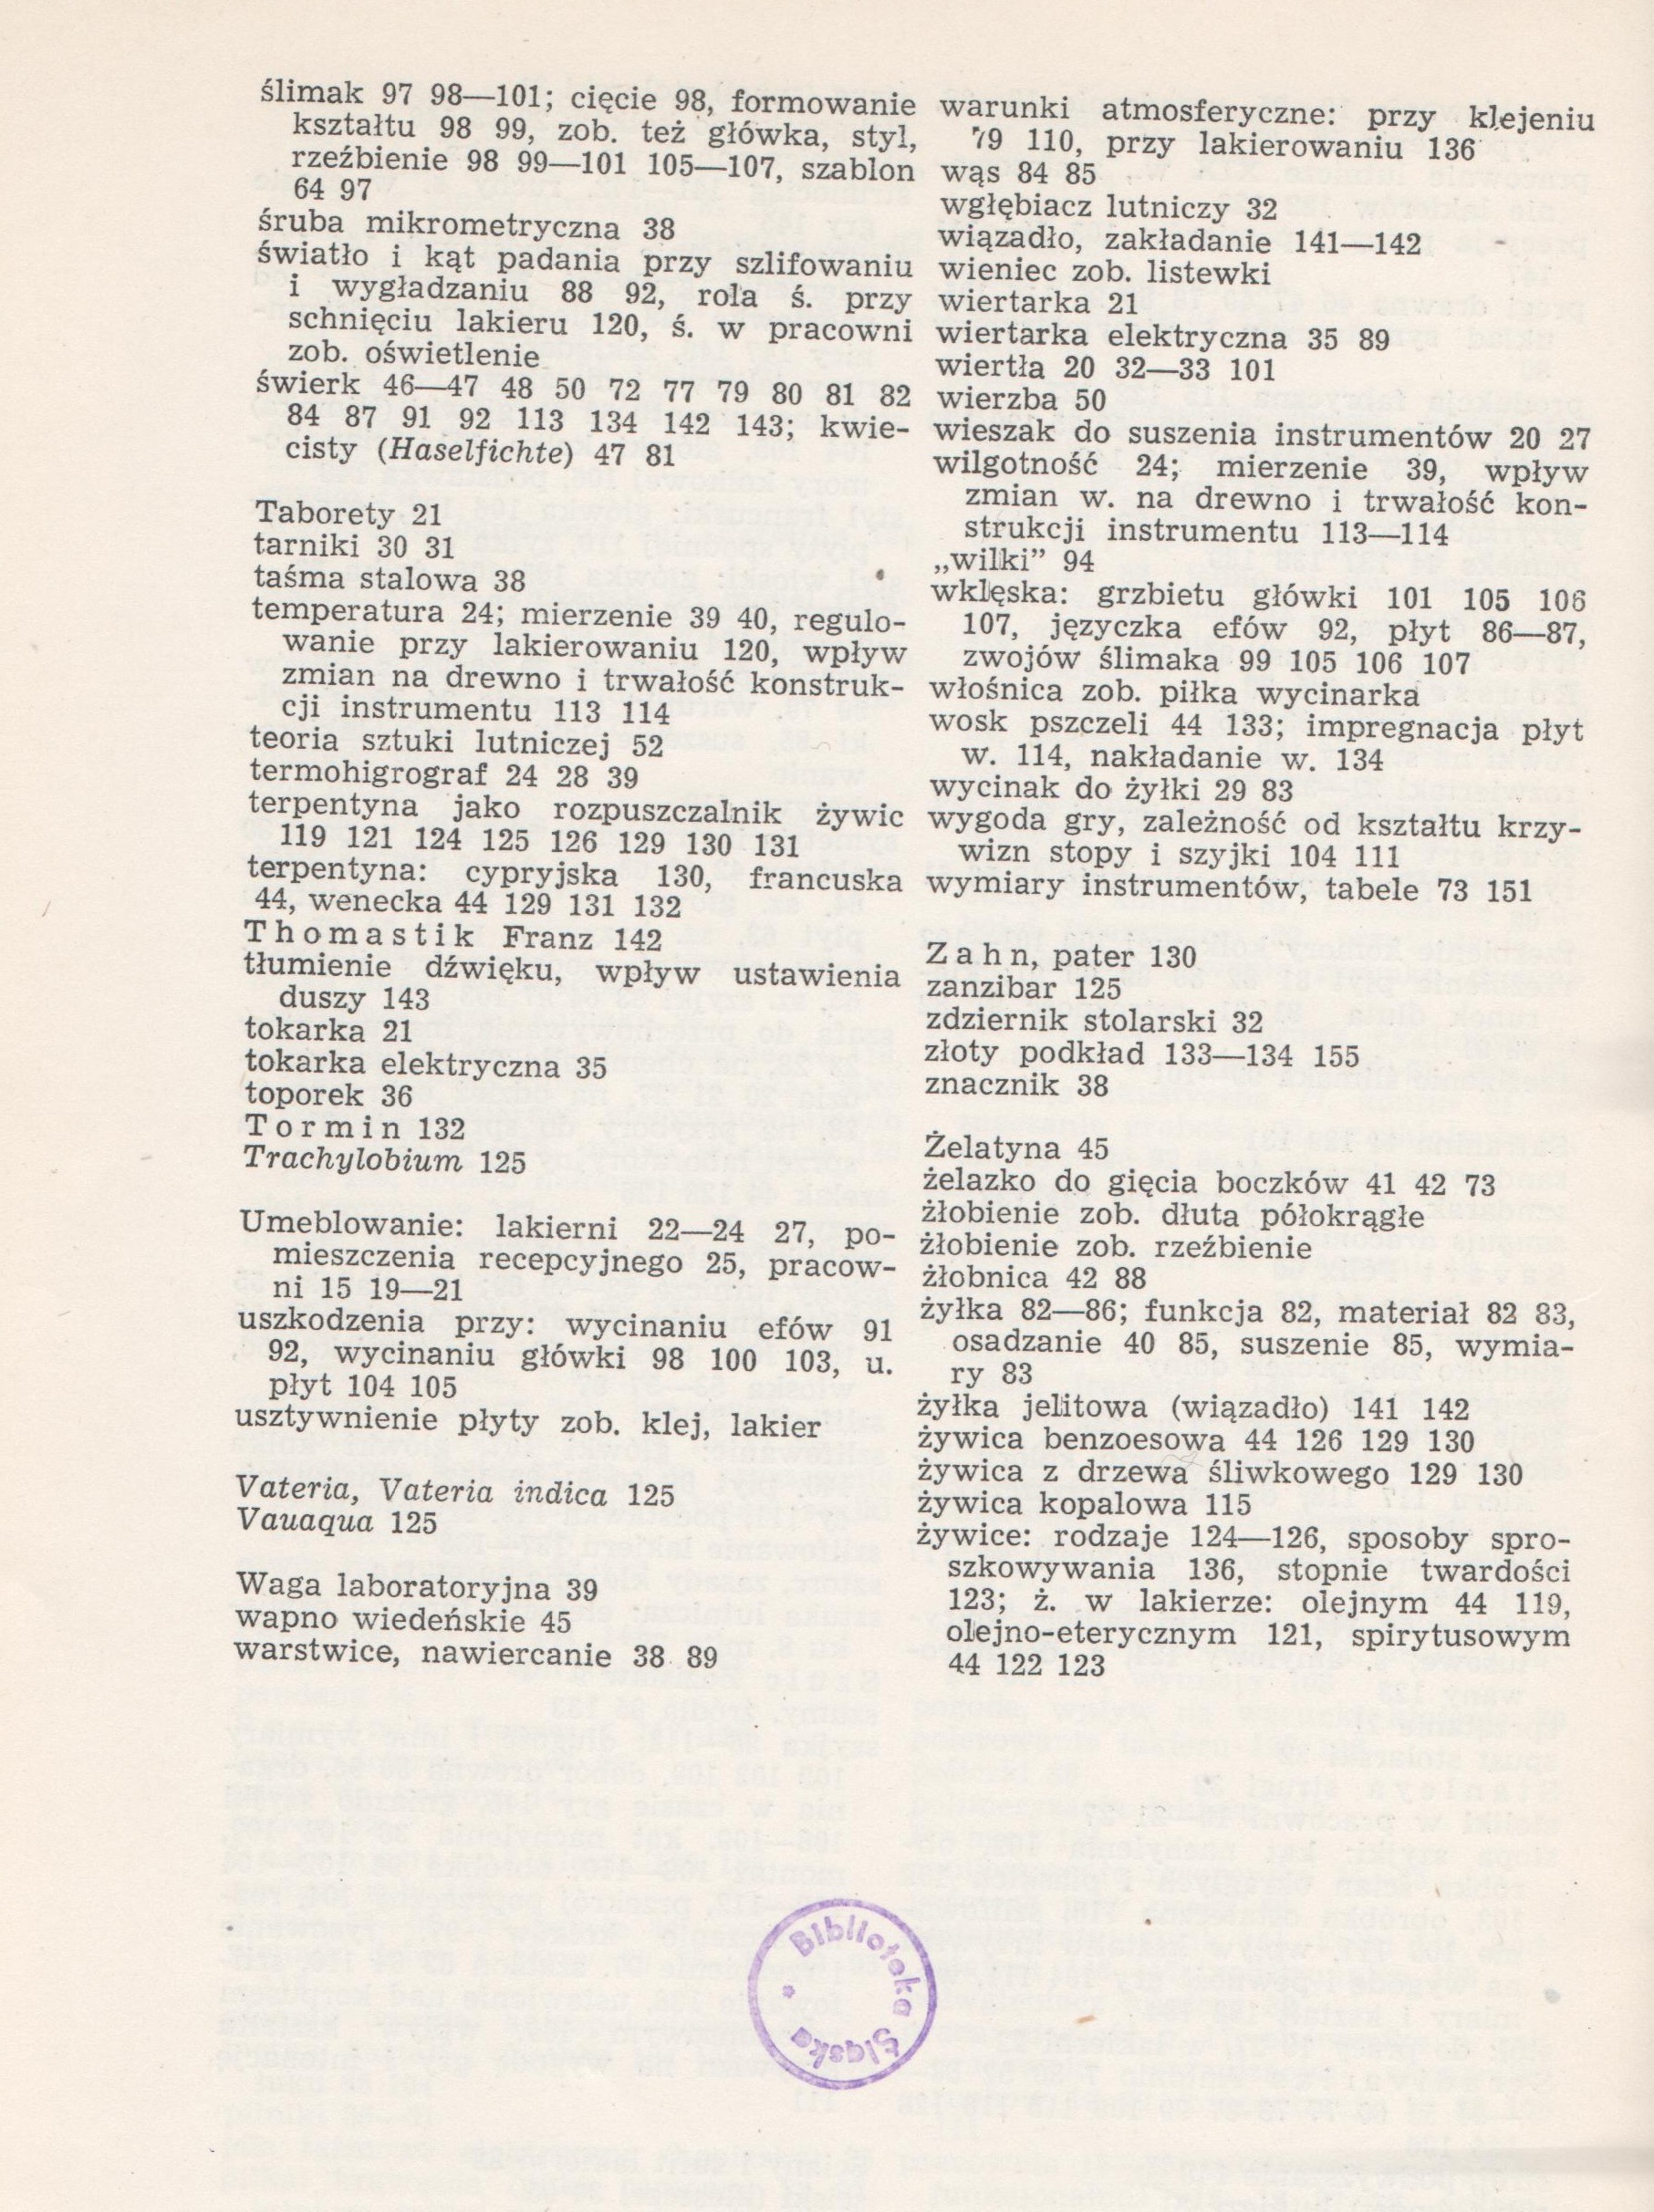 ślimak 97 98—101; cięcie 98, formowanie
kształtu 98 99, zob. też główka, styl,
rzeźbienie 98 99—101 105—107, szablon
64 97
śruba mikrometryczna 38
światło i kąt padania przy szlifowaniu
i wygładzaniu 88 92, rola ś. przy
schnięciu lakieru 120, ś. w pracowni
zob. oświetlenie
świerk 46—47 48 50 72 77 79 80 81 82
84 87 91 92 113 134 142 143; kwie-
cisty (Haselfichte) 47 81
Taborety 21
tarniki 30 31
taśma stalowa 38
temperatura 24; mierzenie 39 40, regulo-
wanie przy lakierowaniu 120, wpływ
zmian na drewno i trwałość konstruk-
cji instrumentu 113 114
teoria sztuki lutniczej 52
termohigrograf 24 28 39
terpentyna jako rozpuszczalnik żywic
119 121 124 125 126 129 130 131
terpentyna: cypryjska 130, francuska
44, wenecka 44 129 131 132
Thomastik Franz 142
tłumienie dźwięku, wpływ ustawienia
duszy 143
tokarka 21
tokarka elektryczna 35
toporek 36
Tormin 132
Trachylobium 125
Umeblowanie: lakierni 22—24 27, po-
mieszczenia recepcyjnego 25, pracow-
ni 15 19—21
uszkodzenia przy: wycinaniu efów 91
92, wycinaniu główki 98 100 103, u.
płyt 104 105
usztywnienie płyty zob. klej, lakier
Vateria, Vateria indica 125
Vauaqua 125
Waga laboratoryjna 39
wapno wiedeńskie 45
warstwice, nawiercanie 38 89
warunki atmosferyczne: przy klejeniu
79 110, przy lakierowaniu 136
wąs 84 85
wgłębiacz lutniczy 32
wiązadło, zakładanie 141—142
wieniec zob. listewki
wiertarka 21
wiertarka elektryczna 35 89
wiertła 20 32—33 101
wierzba 50
wieszak do suszenia instrumentów 20 27
wilgotność 24; mierzenie 39, wpływ
zmian w. na drewno i trwałość kon-
strukcji instrumentu 113—114
„wilki” 94
wklęska: grzbietu główki 101 105 106
107, języczka efów 92, płyt 86—87,
zwojów ślimaka 99 105 106 107
włośnica zob. piłka wycinarka
wosk pszczeli 44 133; impregnacja płyt
w. 114, nakładanie w. 134
wycinak do żyłki 29 83
wygoda gry, zależność od kształtu krzy-
wizn stopy i szyjki 104 111
wymiary instrumentów, tabele 73 151
Zahn, pater 130
zanzibar 125
zdziernik stolarski 32
złoty podkład 133—134 155
znacznik 38
Żelatyna 45
żelazko do gięcia boczków 41 42 73
żłobienie zob. dłuta półokrągłe
żłobienie zob. rzeźbienie
żłobnica 42 88
żyłka 82—86; funkcja 82, materiał 82 83,
osadzanie 40 85, suszenie 85, wymia-
ry 83
żyłka jelitowa (wiązadło) 141 142
żywica benzoesowa 44 126 129 130
żywica z drzewa śliwkowego 129 130
żywica kopalowa 115
żywice: rodzaje 124—126, sposoby spro-
szkowywania 136, stopnie twardości
123; ż. w lakierze: olejnym 44 119,
olejno-eterycznym 121, spirytusowym
44 122 123
Biblioteka Śląska